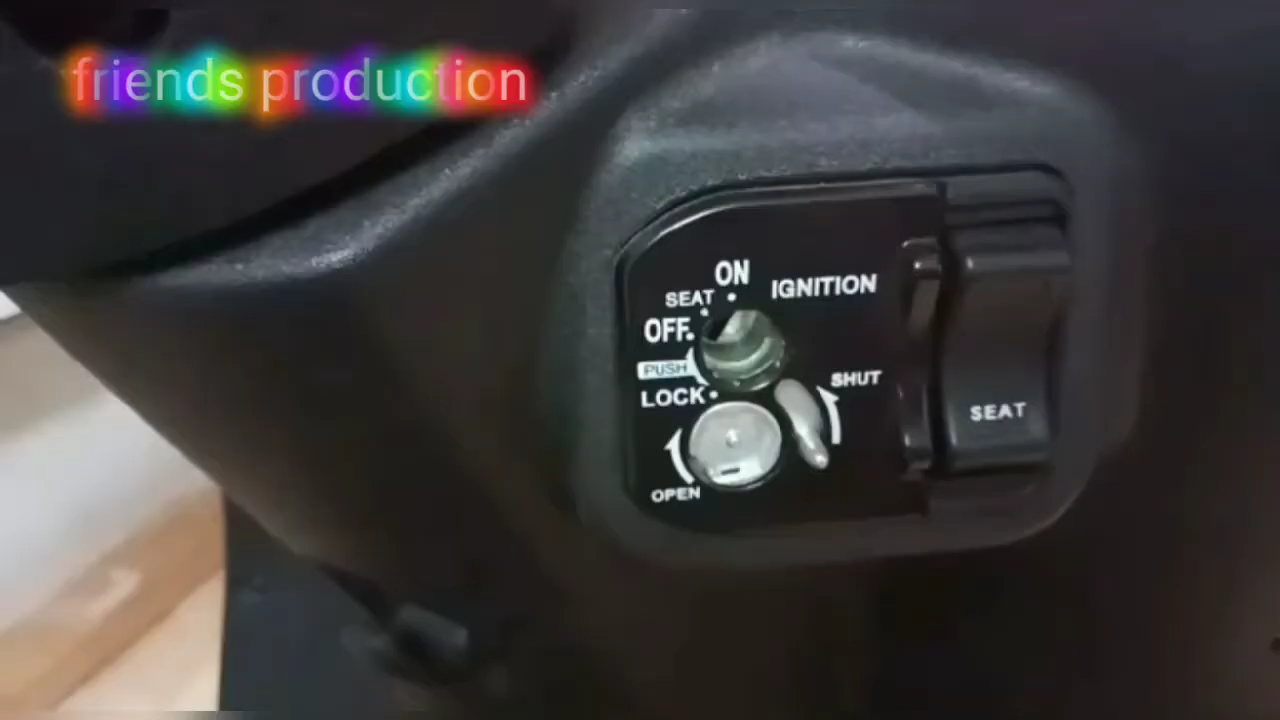 friends production
ON
SEAT
IGNITION
OFF
PUSH
LOCK
SHUT
SEAT
OPEN